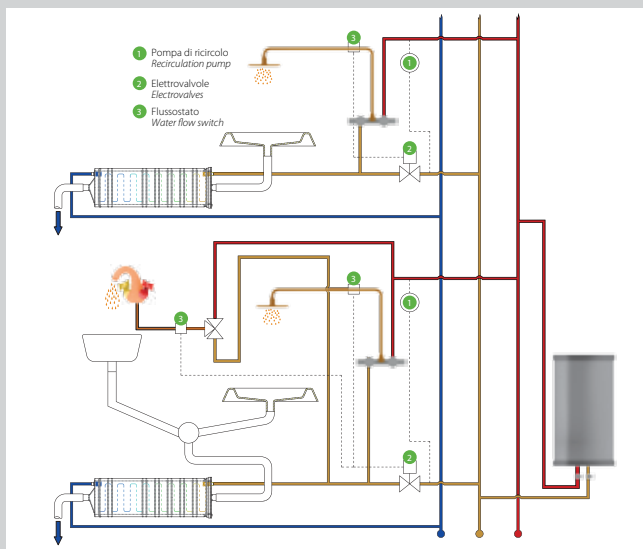 1 Pompa di ricircolo
Recirculation pump
2 Elettrovalvole
Electrovalves
3 Flussostato
Water flow switch
3
1
2
3
3
1
2